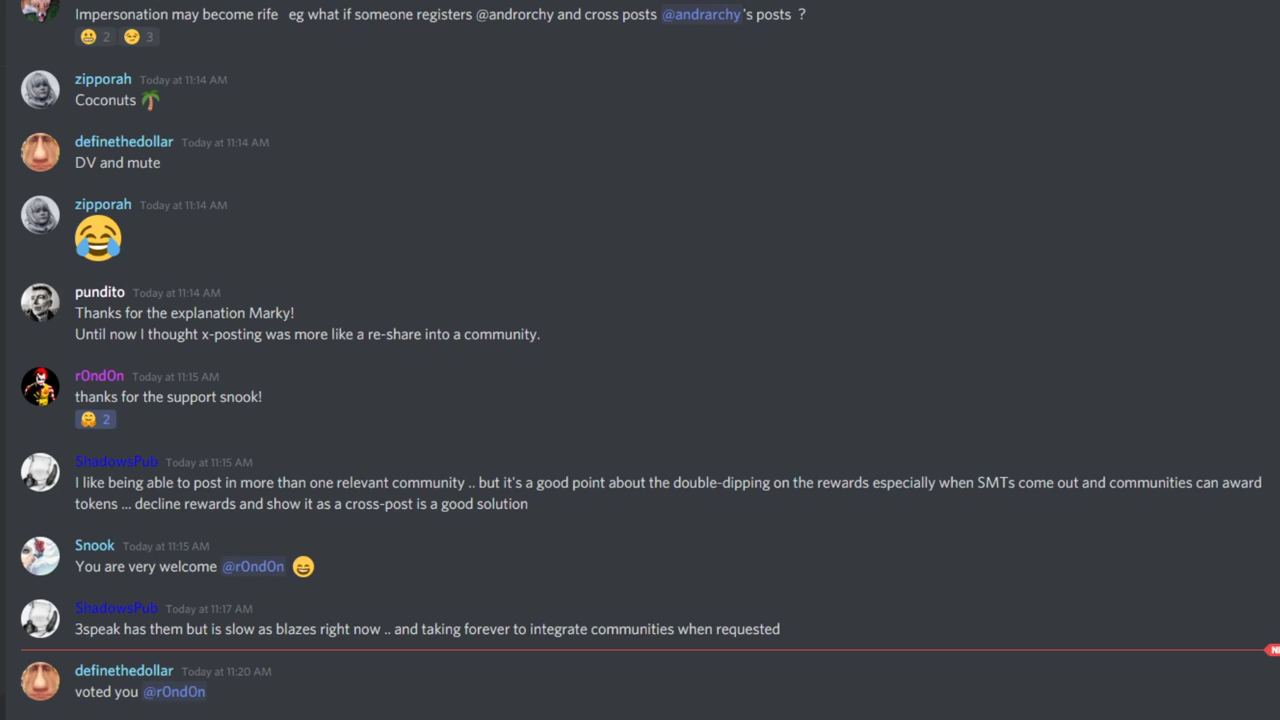 Impersonation may become rife eg what if someone registers @androrchy and cross posts @andrarchy's posts ?
2 3
zipporah Today at 11:14 AM
Coconuts 🌴
definethedollar Today at 11:14 AM
DV and mute
zipporah Today at 11:14 AM
😂
pundito Today at 11:14 AM
Thanks for the explanation Marky!
Until now I thought x-posting was more like a re-share into a community.
r0nd0n Today at 11:15 AM
thanks for the support snook!
2
ShadowsPub Today at 11:15 AM
I like being able to post in more than one relevant community .. but it's a good point about the double-dipping on the rewards especially when SMTs come out and communities can award
tokens ... decline rewards and show it as a cross-post is a good solution
Snook Today at 11:15 AM
You are very welcome @r0nd0n 😄
ShadowsPub Today at 11:17 AM
3speak has them but is slow as blazes right now .. and taking forever to integrate communities when requested
definethedollar Today at 11:20 AM
voted you @r0nd0n